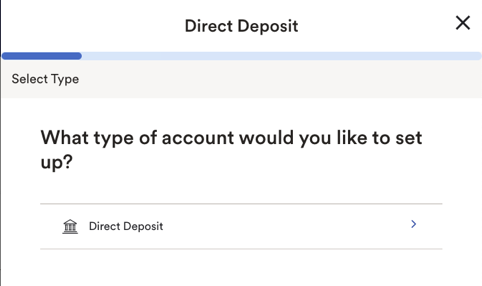 Direct Deposit
Select Type
What type of account would you like to set
up?
Direct Deposit